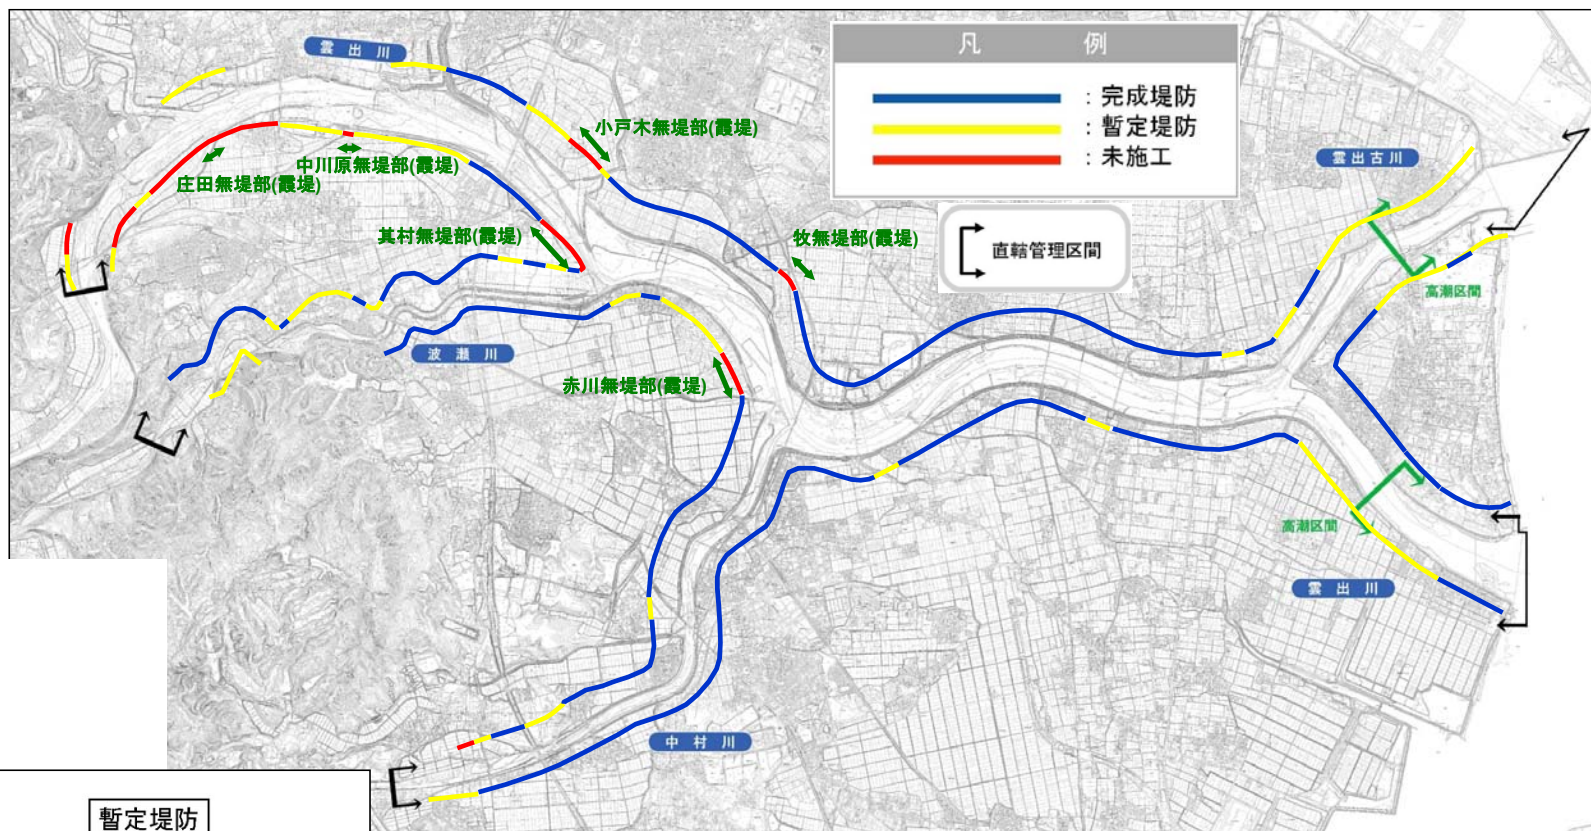 雲出川
凡例
：完成堤防
：暫定堤防
：未施工
小戸木無堤部(霞堤)
中川原無堤部(霞堤)
庄田無堤部(霞堤)
雲出古川
其村無堤部(霞堤)
牧無堤部(霞堤)
直轄管理区間
高潮区間
波瀬川
赤川無堤部(霞堤)
高潮区間
雲出川
中村川
暫定堤防